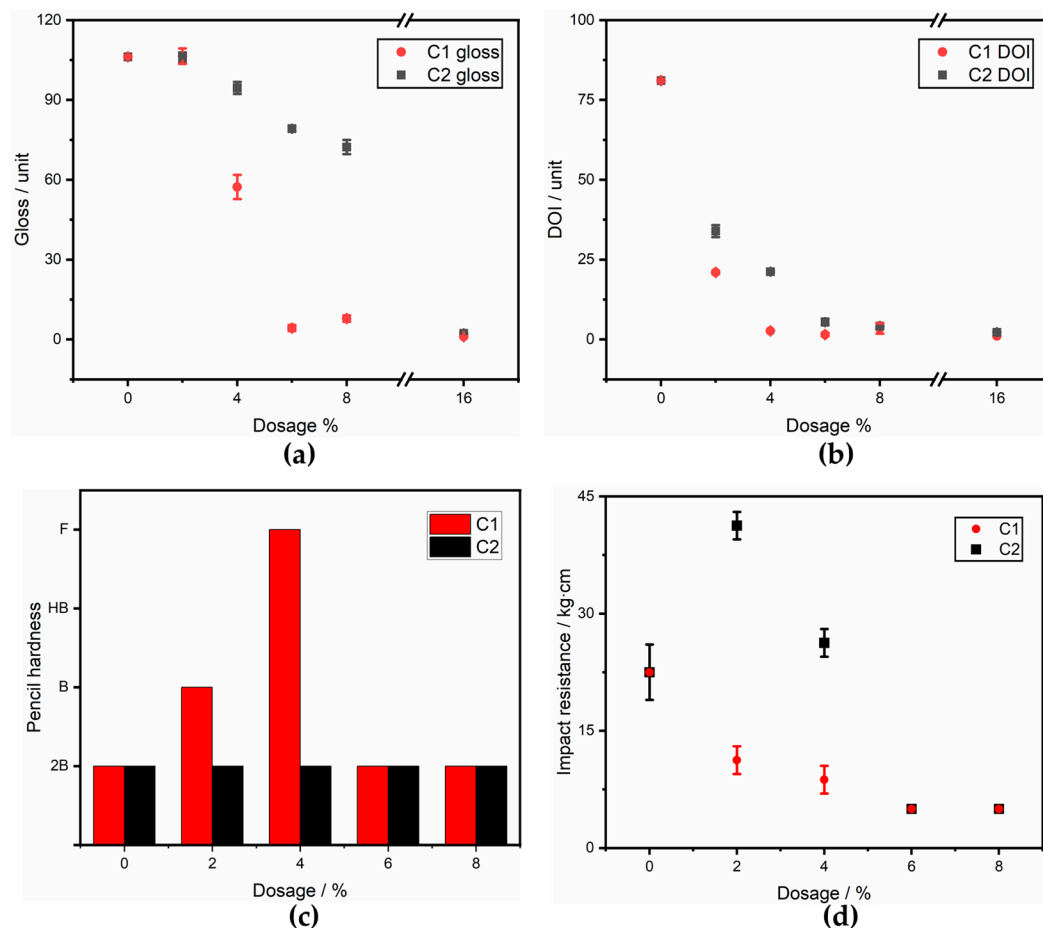 120
90
60
30
0
Gloss / unit
C1 gloss
C2 gloss
0
4
8
16
Dosage %
(a)
100
75
50
25
0
DOI / unit
C1 DOI
C2 DOI
0
4
8
16
Dosage %
(b)
F
HB
B
2B
Pencil hardness
C1
C2
0
2
4
6
8
Dosage / %
(c)
45
30
15
0
Impact resistance / kg·cm
C1
C2
0
2
4
6
8
Dosage / %
(d)